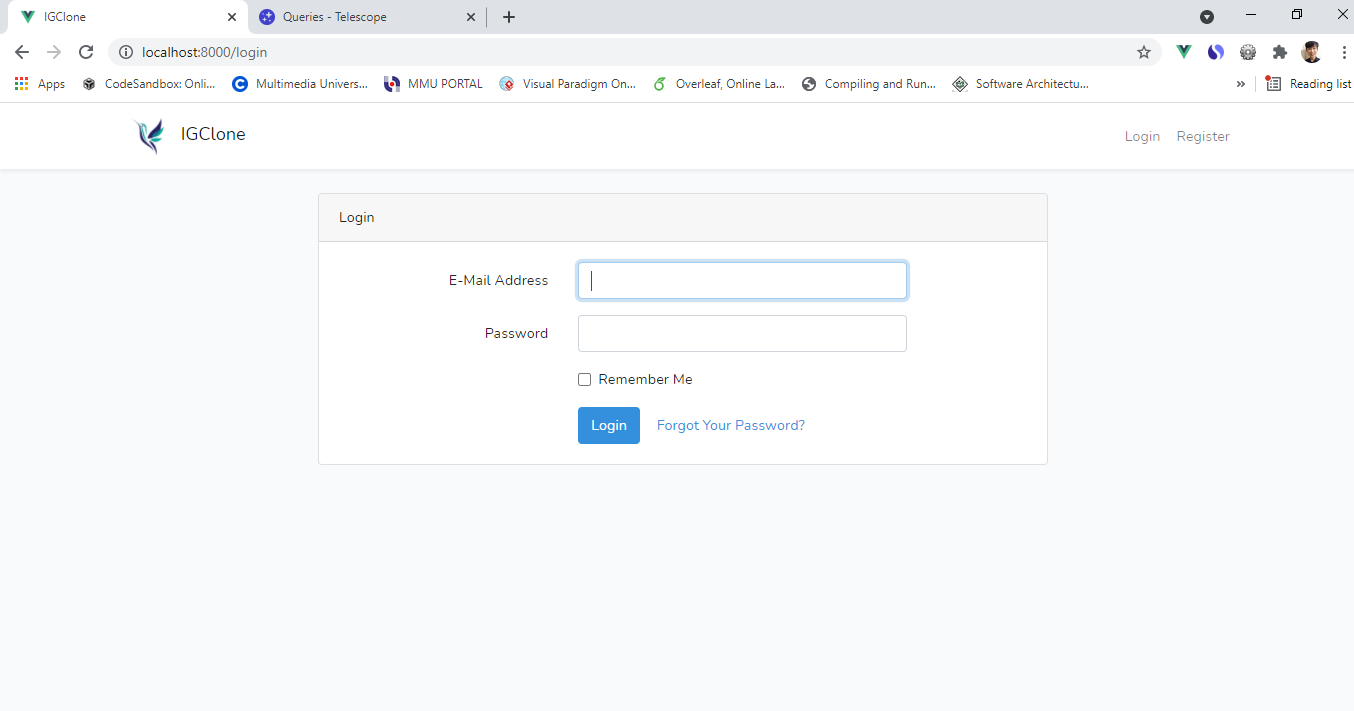 IGClone
Queries - Telescope
localhost:8000/login
Apps CodeSandbox: Onli... Multimedia Univers... MMU PORTAL Visual Paradigm On... Overleaf, Online La... Compiling and Run... Software Architectu... » Reading list
IGClone Login Register
Login
E-Mail Address
Password
Remember Me
Login Forgot Your Password?